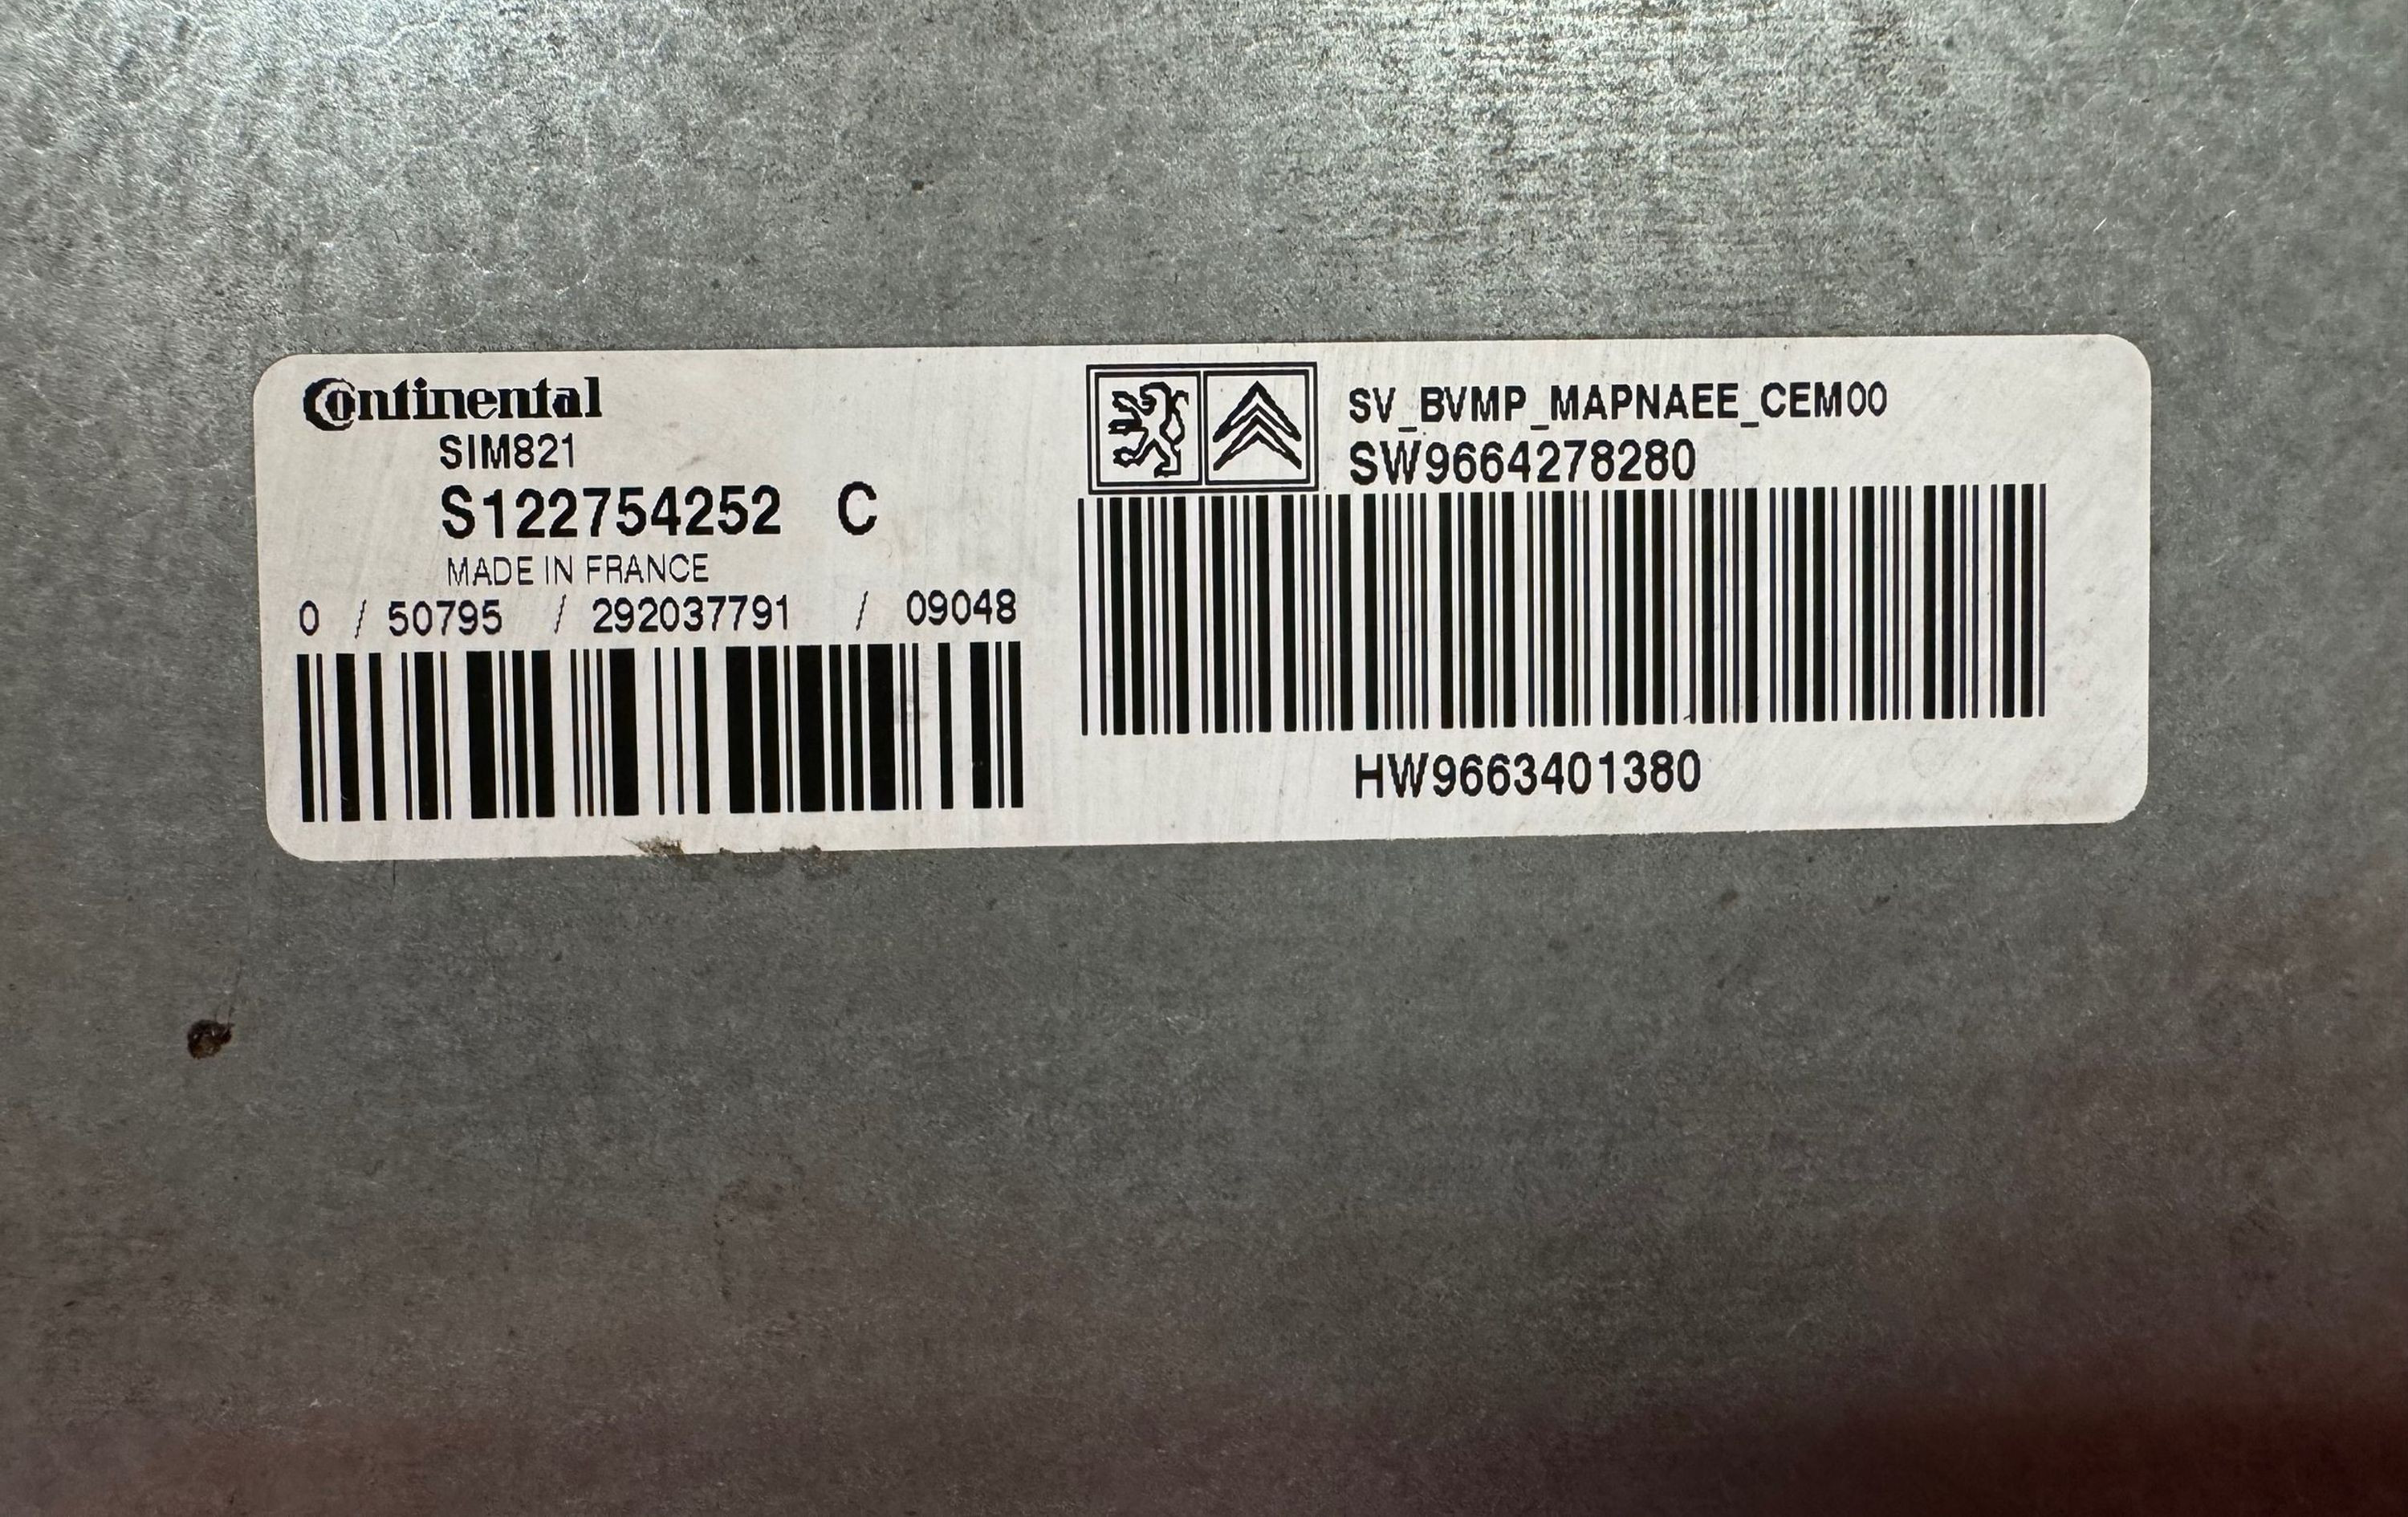 Continental
SIM821
S122754252 C
MADE IN FRANCE
0 / 50795 / 292037791 / 09048
SV_BVMP_MAPNAEE_CEM00
SW9664278280
HW9663401380